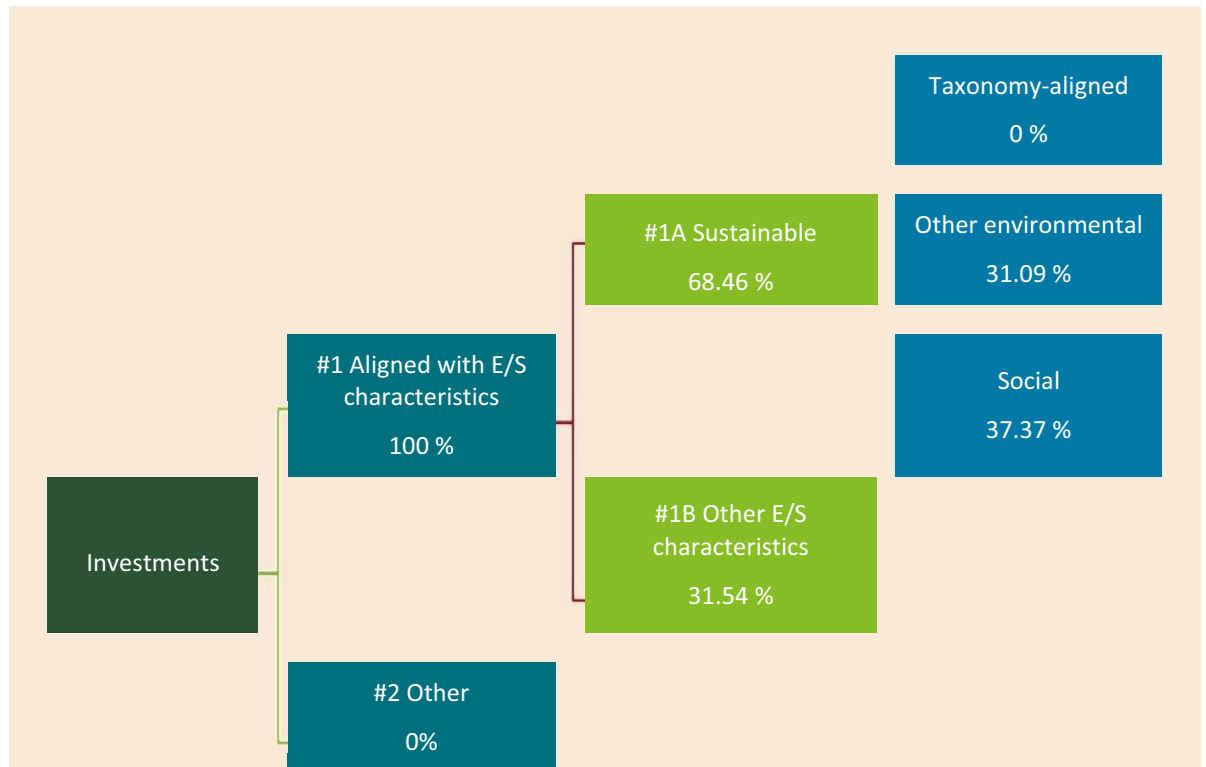 Investments
#1 Aligned with E/S
characteristics
100 %
#2 Other
0%
#1A Sustainable
68.46 %
#1B Other E/S
characteristics
31.54 %
Taxonomy-aligned
0 %
Other environmental
31.09 %
Social
37.37 %